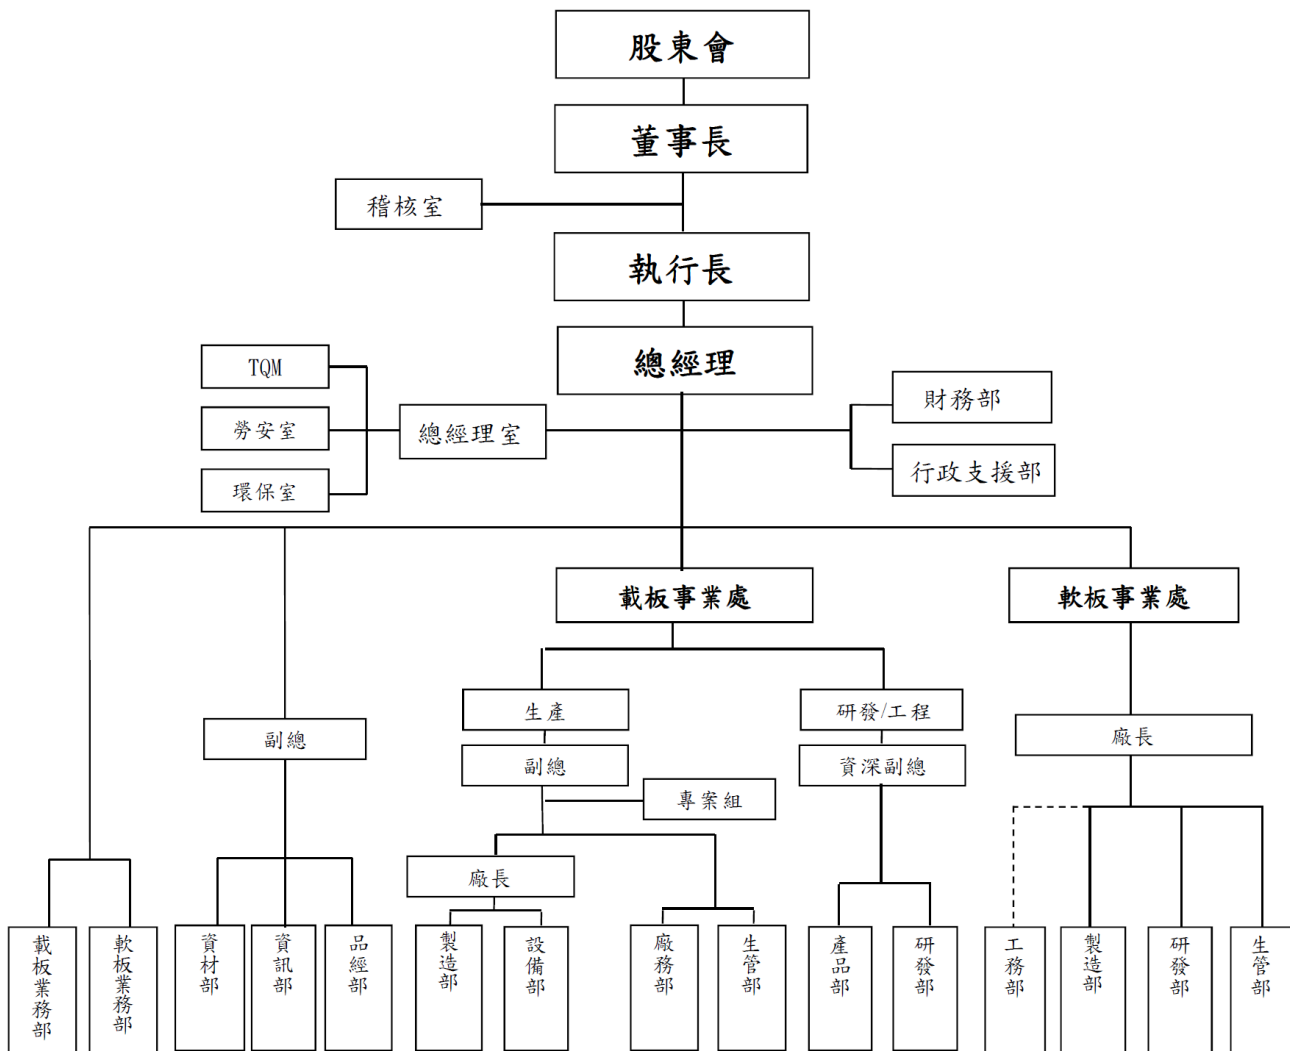 股東會
董事長
稽核室
執行長
總經理
TQM
勞安室
環保室
總經理室
財務部
行政支援部
載板事業處
軟板事業處
副總
生產
副總
專案組
廠長
研發/工程
資深副總
廠長
載板業務部
軟板業務部
資材部
資訊部
品經部
製造部
設備部
廠務部
生管部
產品部
研發部
工務部
製造部
研發部
生管部